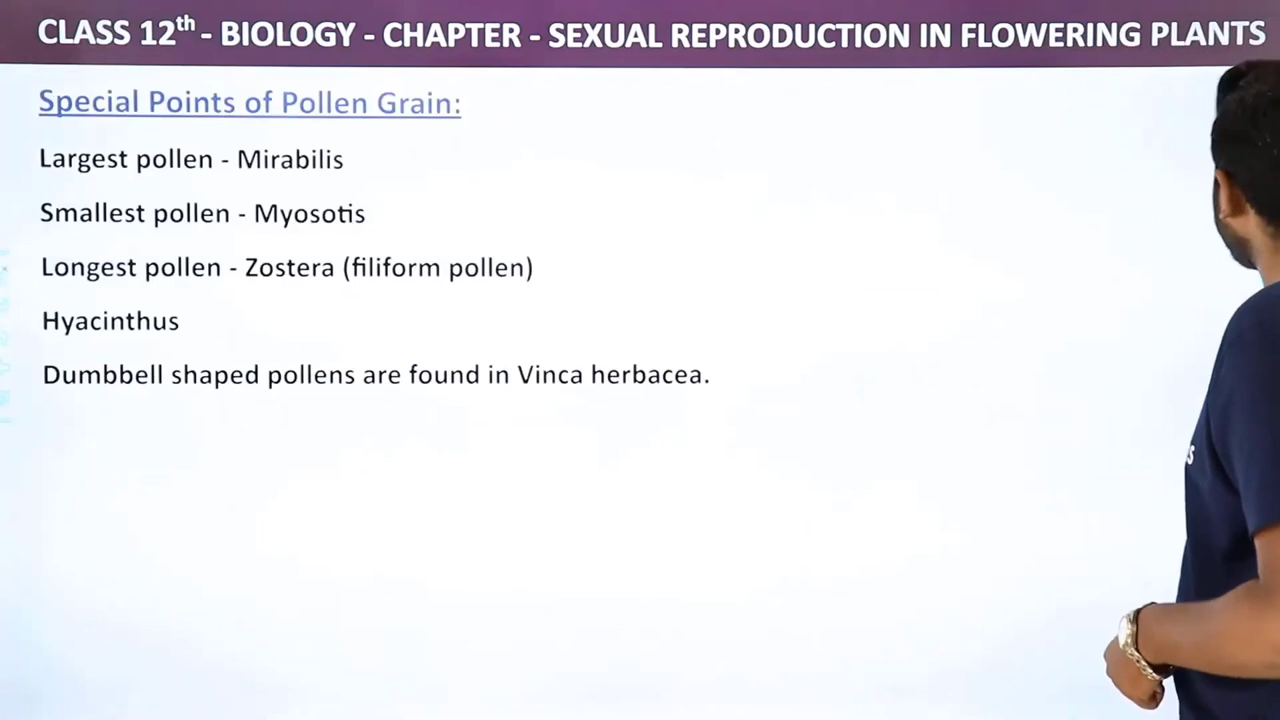 CLASS 12th - BIOLOGY - CHAPTER - SEXUAL REPRODUCTION IN FLOWERING PLANTS
Special Points of Pollen Grain:
Largest pollen - Mirabilis
Smallest pollen - Myosotis
Longest pollen - Zostera (filiform pollen)
Hyacinthus
Dumbbell shaped pollens are found in Vinca herbacea.